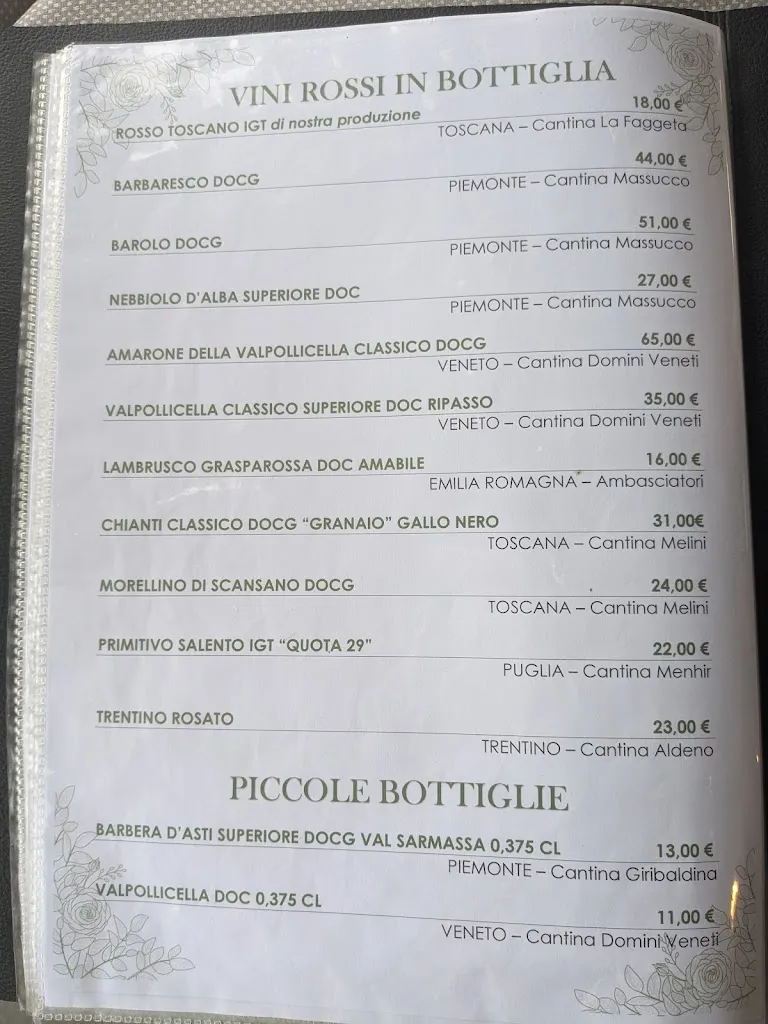 VINI ROSSI IN BOTTIGLIA
ROSSO TOSCANO IGT di nostra produzione 18,00 €
TOSCANA – Cantina La Faggeta
BARBARESCO DOCG 44,00 €
PIEMONTE – Cantina Massucco
BAROLO DOCG 51,00 €
PIEMONTE – Cantina Massucco
NEBBIOLO D'ALBA SUPERIORE DOC 27,00 €
PIEMONTE – Cantina Massucco
AMARONE DELLA VALPOLLICELLA CLASSICO DOCG 65,00 €
VENETO – Cantina Domini Veneti
VALPOLLICELLA CLASSICO SUPERIORE DOC RIPASSO 35,00 €
VENETO – Cantina Domini Veneti
LAMBRUSCO GRASPAROSSA DOC AMABILE 16,00 €
EMILIA ROMAGNA – Ambasciatori
CHIANTI CLASSICO DOCG “GRANAIO” GALLO NERO 31,00€
TOSCANA – Cantina Melini
MORELLINO DI SCANSANO DOCG 24,00 €
TOSCANA – Cantina Melini
PRIMITIVO SALENTO IGT “QUOTA 29” 22,00 €
PUGLIA – Cantina Menhir
TRENTINO ROSATO 23,00 €
TRENTINO – Cantina Aldeno
PICCOLE BOTTIGLIE
BARBERA D'ASTI SUPERIORE DOCG VAL SARMASSA 0,375 CL 13,00 €
PIEMONTE – Cantina Giribaldina
VALPOLLICELLA DOC 0,375 CL 11,00 €
VENETO – Cantina Domini Veneti